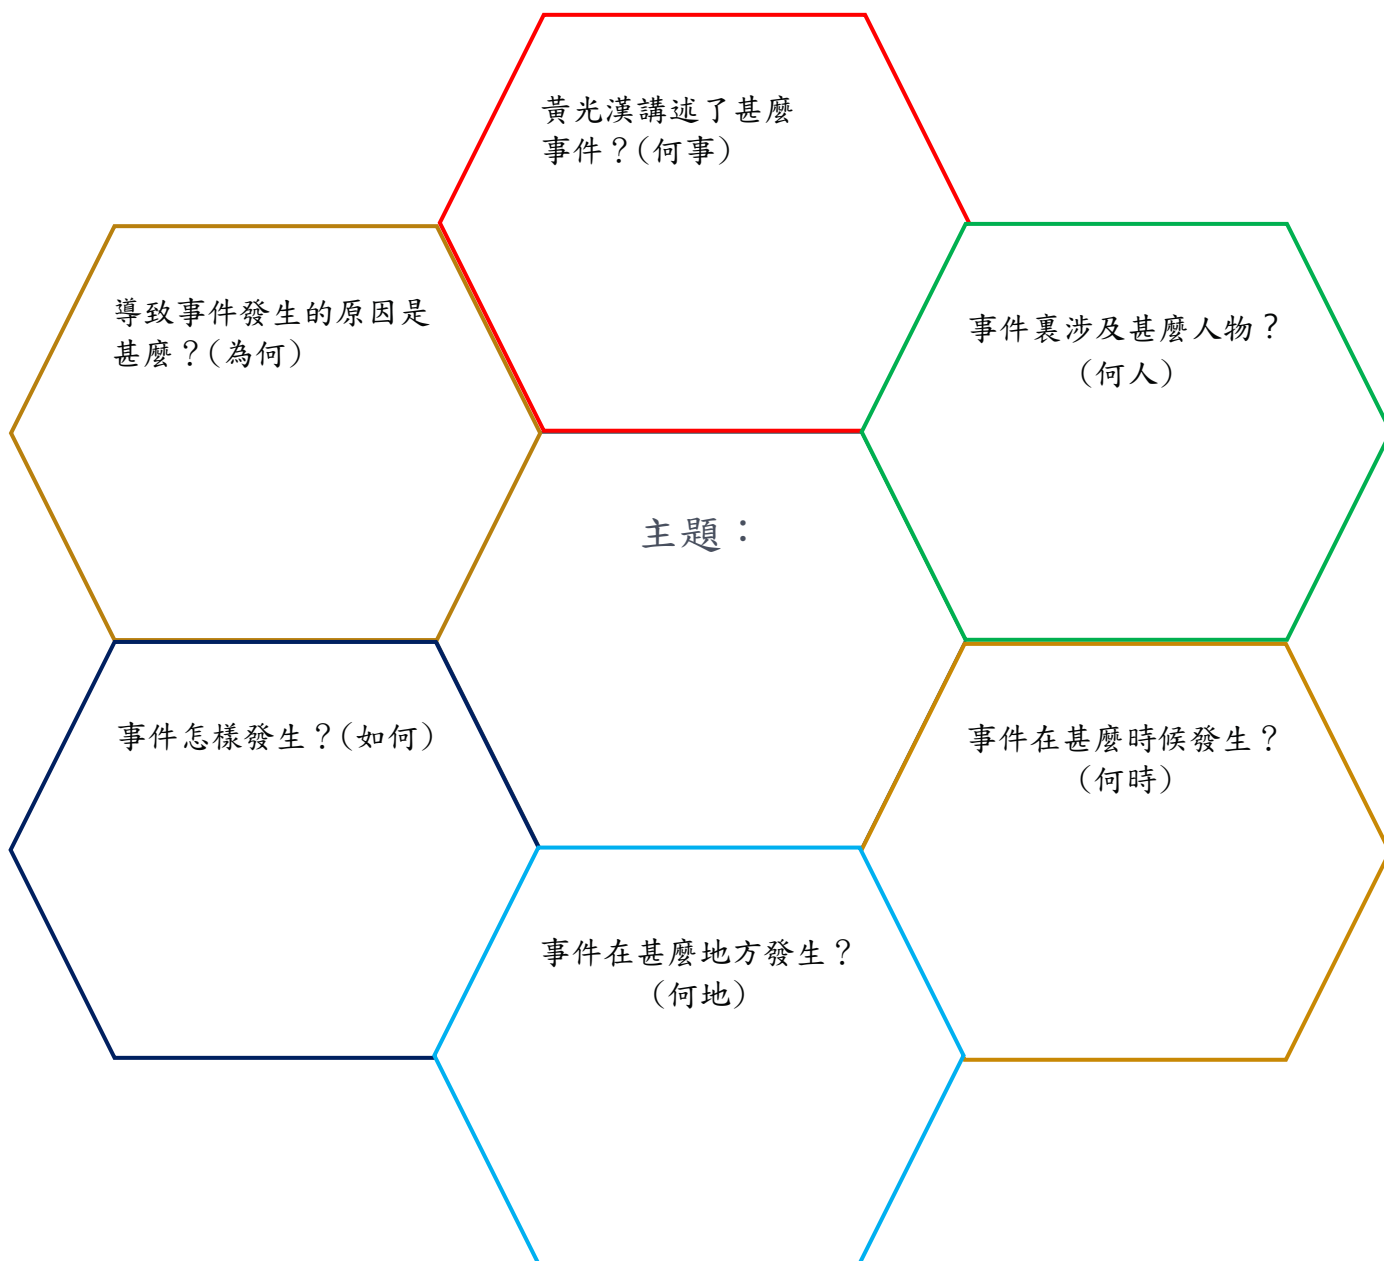 黃光漢講述了甚麼
事件？(何事)
導致事件發生的原因是
甚麼？(為何)
事件裏涉及甚麼人物？
(何人)
主題：
事件怎樣發生？(如何)
事件在甚麼時候發生？
(何時)
事件在甚麼地方發生？
(何地)